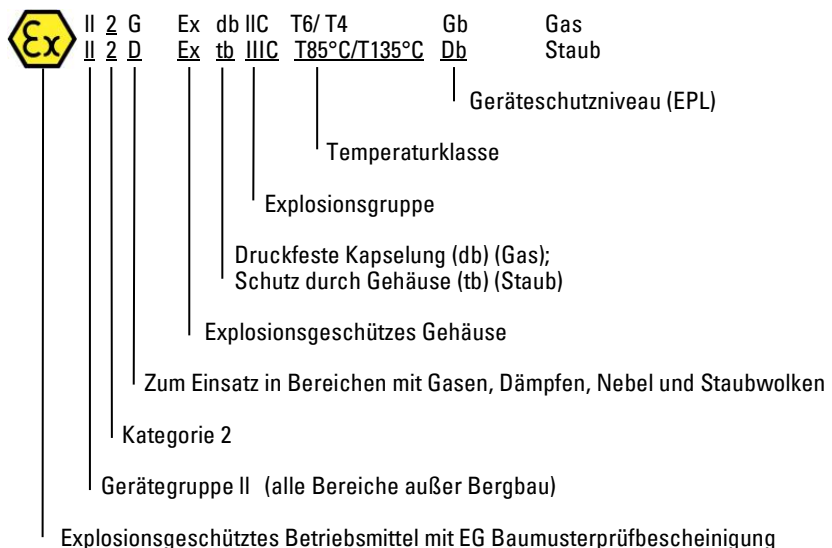 Ex II 2 G Ex db IIC T6/ T4 Gb Gas
II 2 D Ex tb IIIC T85°C/T135°C Db Staub
Geräteschutzniveau (EPL)
Temperaturklasse
Explosionsgruppe
Druckfeste Kapselung (db) (Gas);
Schutz durch Gehäuse (tb) (Staub)
Explosionsgeschützes Gehäuse
Zum Einsatz in Bereichen mit Gasen, Dämpfen, Nebel und Staubwolken
Kategorie 2
Gerätegruppe II (alle Bereiche außer Bergbau)
Explosionsgeschütztes Betriebsmittel mit EG Baumusterprüfbescheinigung